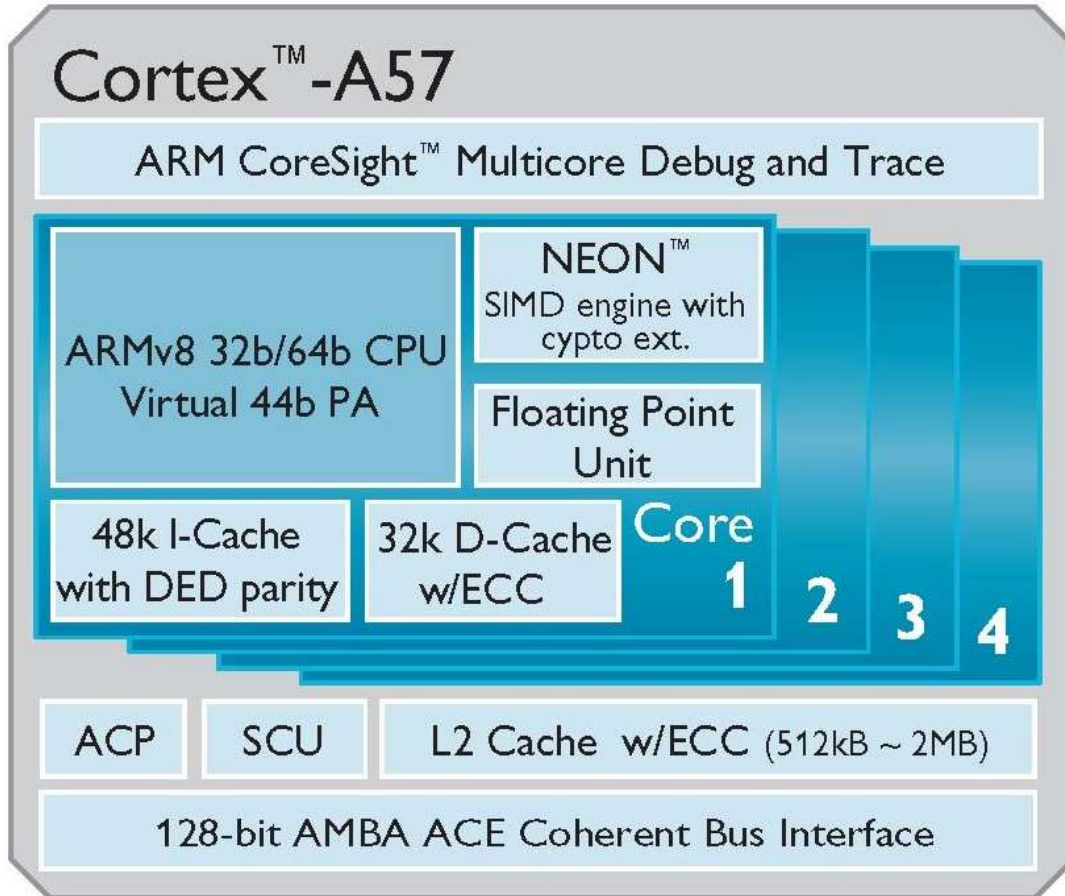 Cortex™-A57
ARM CoreSight™ Multicore Debug and Trace
ARMv8 32b/64b CPU
Virtual 44b PA
NEON™
SIMD engine with
cypto ext.
Floating Point
Unit
48k I-Cache
with DED parity
32k D-Cache
w/ECC
Core
1
2
3
4
ACP
SCU
L2 Cache w/ECC (512kB ~ 2MB)
128-bit AMBA ACE Coherent Bus Interface